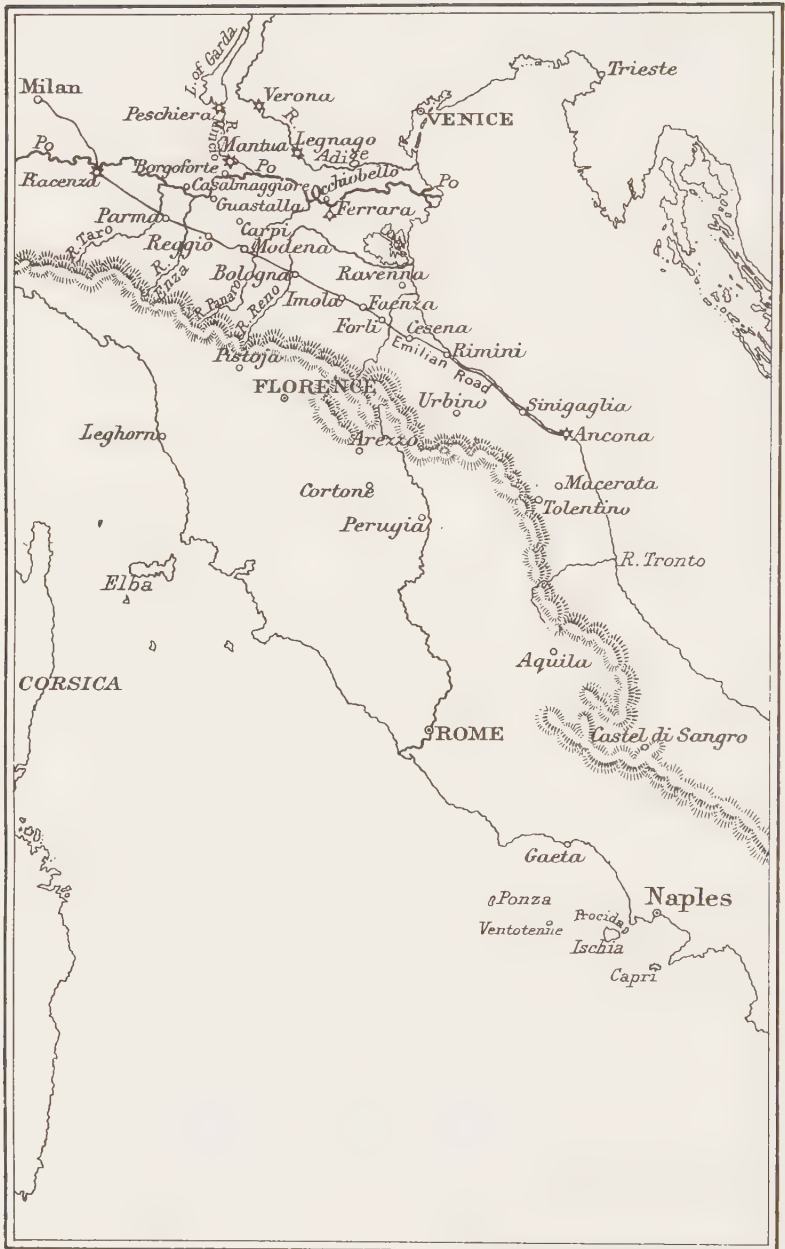 L. of Garda
Trieste
Milan
Verona
Peschiera
R. Mincio
R.
VENICE
Mantua
Legnago
Adige
R.
Po
Borgoforte
Po
Piacenza
Casalmaggiore
Occhiobello
Po
Guastalla
Ferrara
Parma
Carpi
R. Taro
Reggio
Modena
R. Enza
Bologna
Ravenna
R. Panaro
R. Reno
Imola
Faenza
Forli
Cesena
Emilian Road
Rimini
Pistoja
FLORENCE
Urbino
Sinigaglia
Leghorn
Arezzo
Ancona
Cortone
Macerata
Tolentino
Perugia
R. Tronto
Elba
Aquila
CORSICA
ROME
Castel di Sangro
Gaeta
Ponza
Naples
Procida
Ventotenne
Ischia
Capri